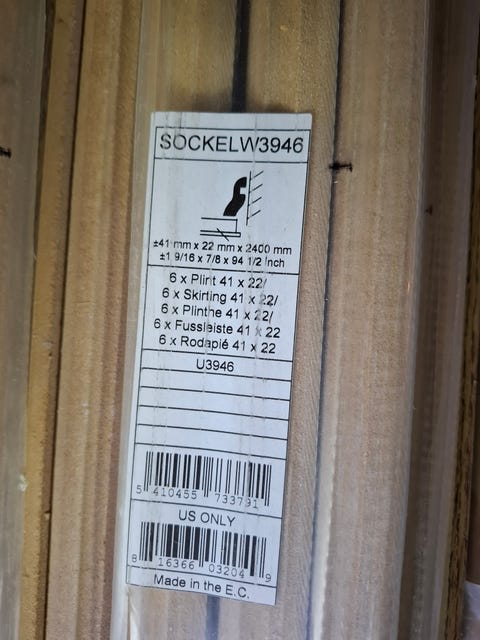 SOCKELW3946
±41 mm x 22 mm x 2400 mm
±1 9/16 x 7/8 x 94 1/2 Inch
6 x Plint 41 x 22/
6 x Skirting 41 x 22/
6 x Plinthe 41 x 22/
6 x Fussleiste 41 x 22
6 x Rodapié 41 x 22
U3946
5 410455 733731
US ONLY
8 16366 03204 9
Made in the E.C.